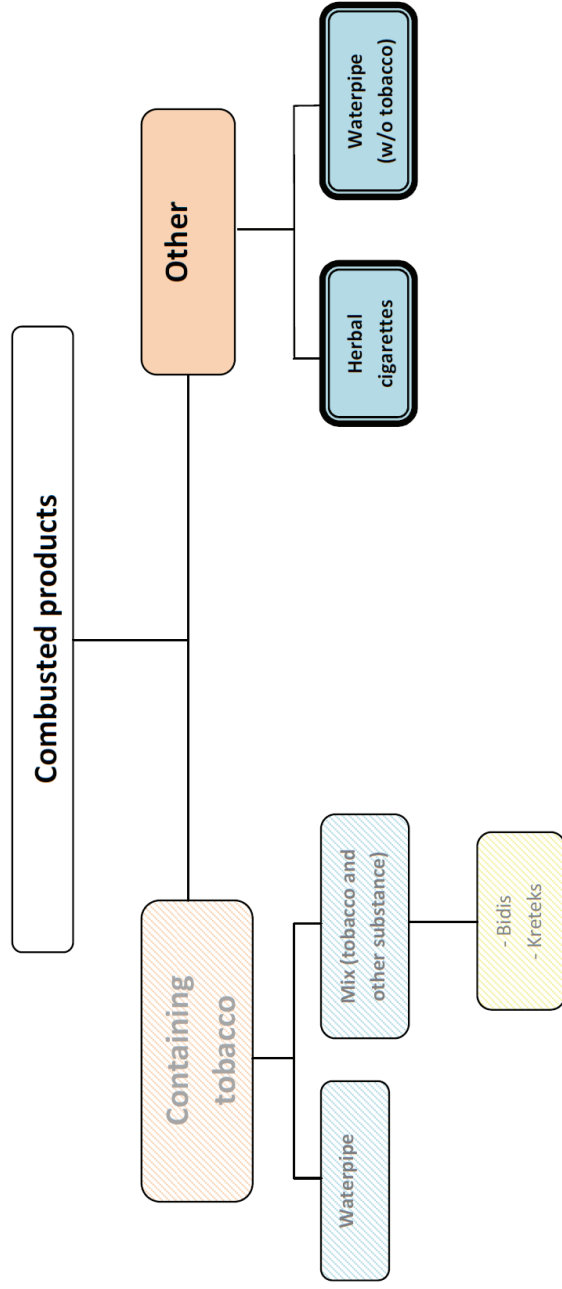 Combusted products
Containing
tobacco
Other
Waterpipe
Mix (tobacco and
other substance)
Herbal
cigarettes
Waterpipe
(w/o tobacco)
- Bidis
- Kreteks